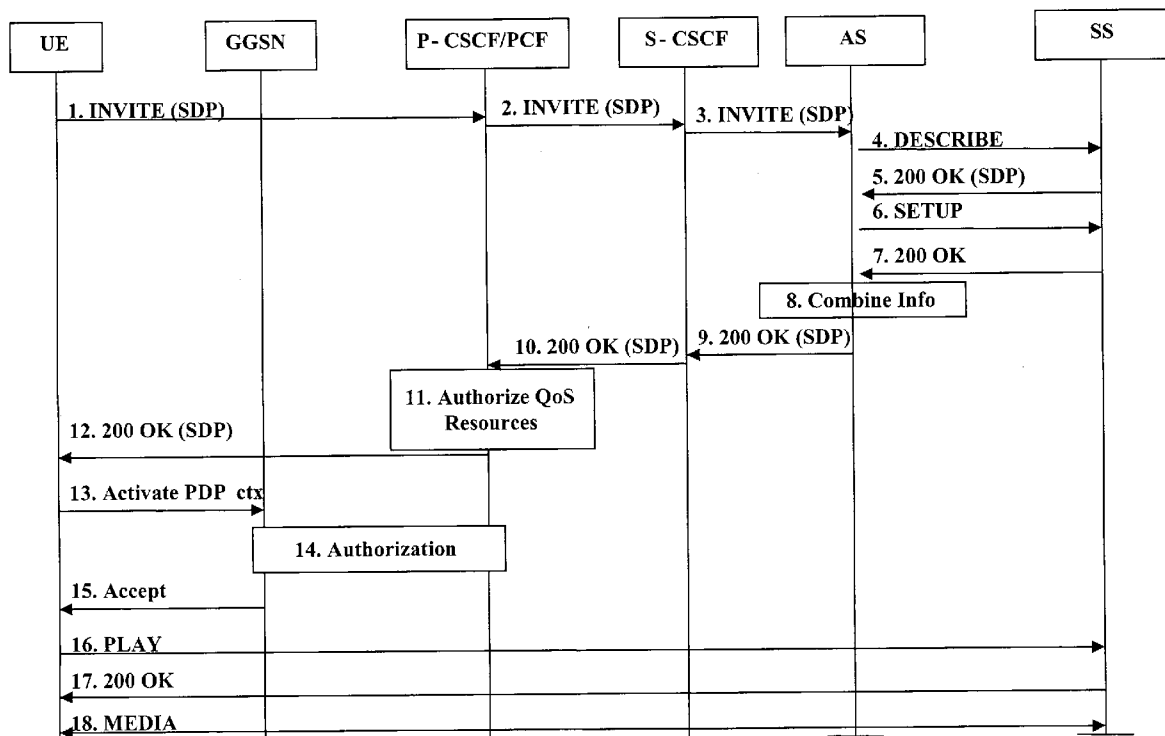 UE
GGSN
P- CSCF/PCF
S- CSCF
AS
SS
1. INVITE (SDP)
2. INVITE (SDP)
3. INVITE (SDP)
4. DESCRIBE
5. 200 OK (SDP)
6. SETUP
7. 200 OK
8. Combine Info
9. 200 OK (SDP)
10. 200 OK (SDP)
11. Authorize QoS
Resources
12. 200 OK (SDP)
13. Activate PDP ctx
14. Authorization
15. Accept
16. PLAY
17. 200 OK
18. MEDIA